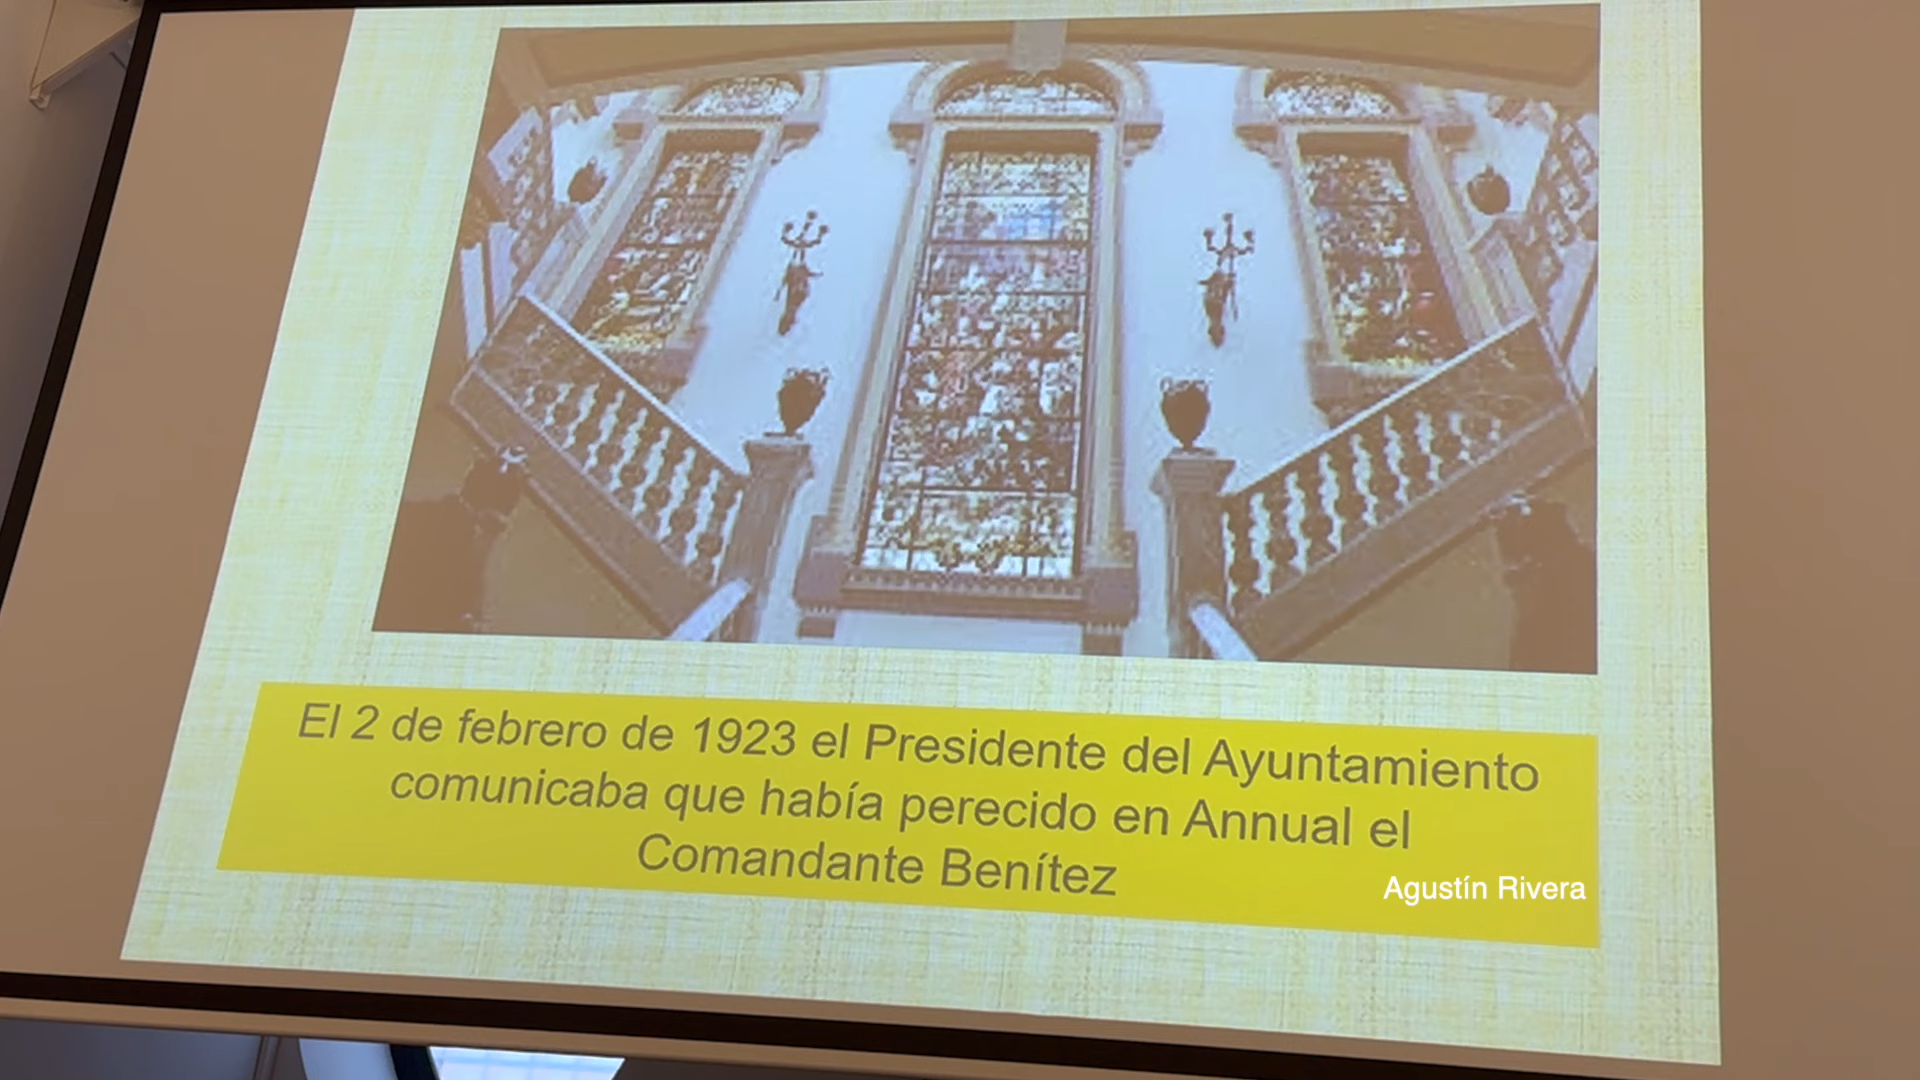 El 2 de febrero de 1923 el Presidente del Ayuntamiento
comunicaba que había perecido en Annual el
Comandante Benítez
Agustín Rivera